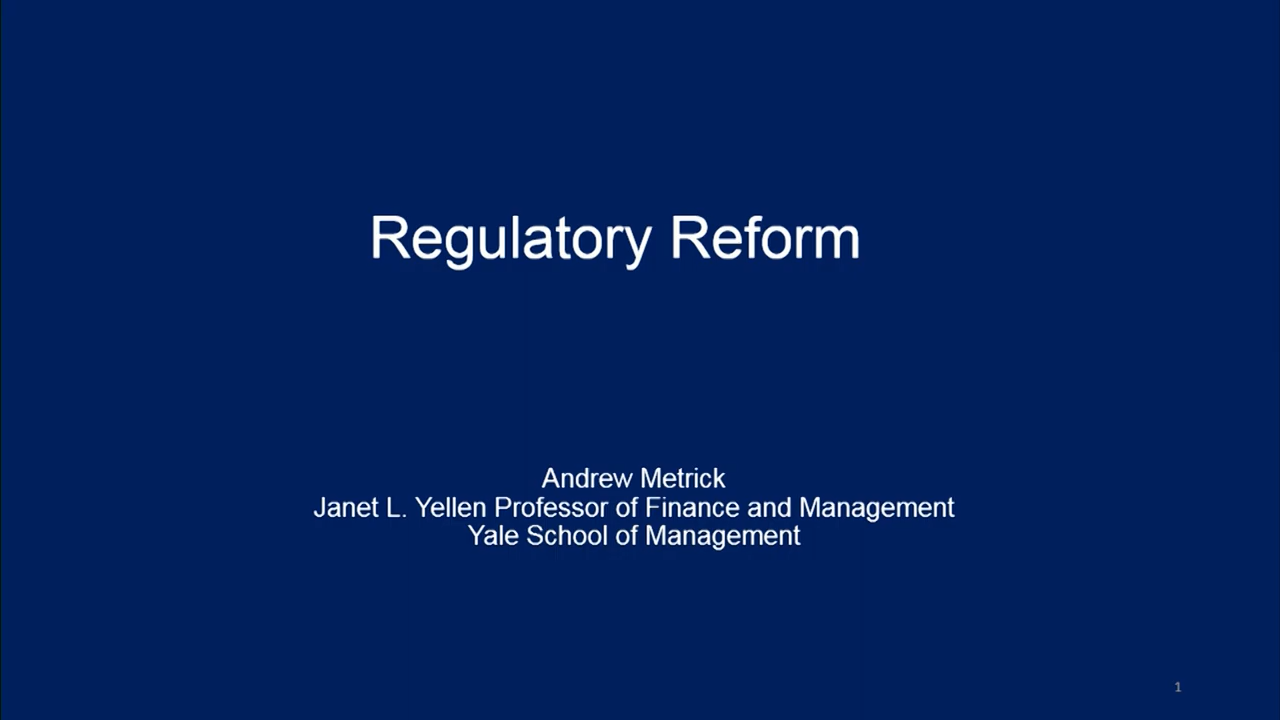 Regulatory Reform
Andrew Metrick
Janet L. Yellen Professor of Finance and Management
Yale School of Management
1